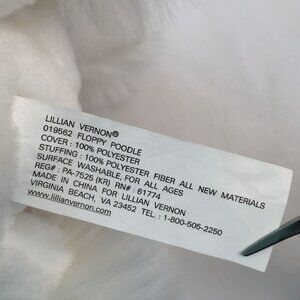 LILLIAN VERNON®
019562 FLOPPY POODLE
COVER : 100% POLYESTER
STUFFING : 100% POLYESTER FIBER ALL NEW MATERIALS
SURFACE WASHABLE, FOR ALL AGES
REG# : PA-7525 (KR) RN# : 61774
MADE IN CHINA FOR LILLIAN VERNON
VIRGINIA BEACH, VA 23452 TEL. : 1-800-505-2250
www.lillianvernon.com